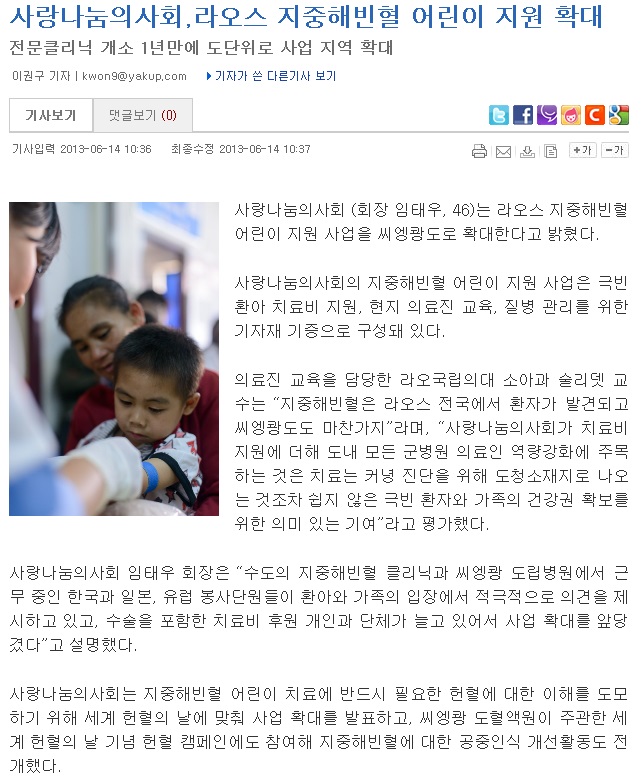 사랑나눔의사회,라오스 지중해빈혈 어린이 지원 확대
전문클리닉 개소 1년만에 도단위로 사업 지역 확대
이권구 기자 | kwon9@yakup.com 기자가 쓴 다른기사 보기
기사보기 댓글보기 (0)
기사입력 2013-06-14 10:36 최종수정 2013-06-14 10:37
+가 -가
사랑나눔의사회 (회장 임태우, 46)는 라오스 지중해빈혈
어린이 지원 사업을 씨엥쾅도로 확대한다고 밝혔다.
사랑나눔의사회의 지중해빈혈 어린이 지원 사업은 극빈
환아 치료비 지원, 현지 의료진 교육, 질병 관리를 위한
기자재 기증으로 구성돼 있다.
의료진 교육을 담당한 라오국립의대 소아과 술리뎃 교
수는 “지중해빈혈은 라오스 전국에서 환자가 발견되고
씨엥쾅도도 마찬가지”라며, “사랑나눔의사회가 치료비
지원에 더해 도내 모든 군병원 의료인 역량강화에 주목
하는 것은 치료는 커녕 진단을 위해 도청소재지로 나오
는 것조차 쉽지 않은 극빈 환자와 가족의 건강권 확보를
위한 의미 있는 기여”라고 평가했다.
사랑나눔의사회 임태우 회장은 “수도의 지중해빈혈 클리닉과 씨엥쾅 도립병원에서 근
무 중인 한국과 일본, 유럽 봉사단원들이 환아와 가족의 입장에서 적극적으로 의견을 제
시하고 있고, 수술을 포함한 치료비 후원 개인과 단체가 늘고 있어서 사업 확대를 앞당
겼다”고 설명했다.
사랑나눔의사회는 지중해빈혈 어린이 치료에 반드시 필요한 헌혈에 대한 이해를 도모
하기 위해 세계 헌혈의 날에 맞춰 사업 확대를 발표하고, 씨엥쾅 도혈액원이 주관한 세
계 헌혈의 날 기념 헌혈 캠페인에도 참여해 지중해빈혈에 대한 공중인식 개선활동도 전
개했다.